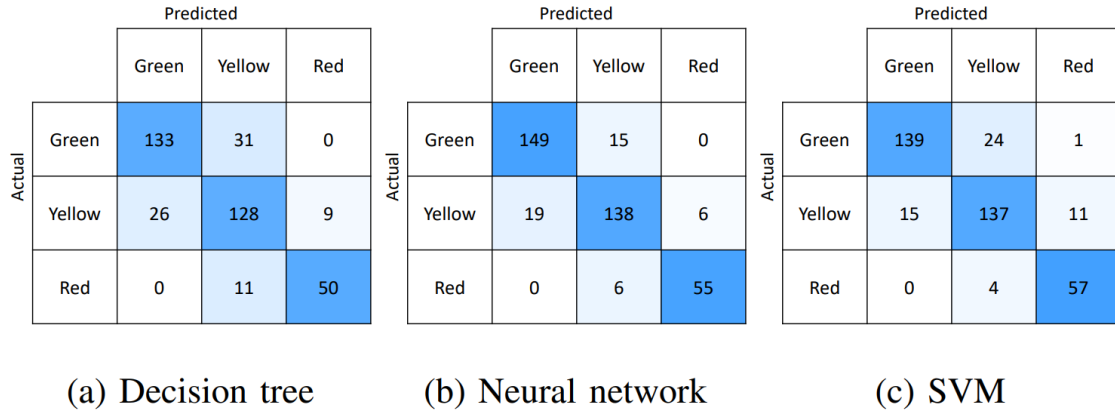 Predicted Predicted Predicted
Green Yellow Red Green Yellow Red Green Yellow Red
Actual Green 133 31 0 Actual Green 149 15 0 Actual Green 139 24 1
Yellow 26 128 9 Yellow 19 138 6 Yellow 15 137 11
Red 0 11 50 Red 0 6 55 Red 0 4 57
(a) Decision tree (b) Neural network (c) SVM